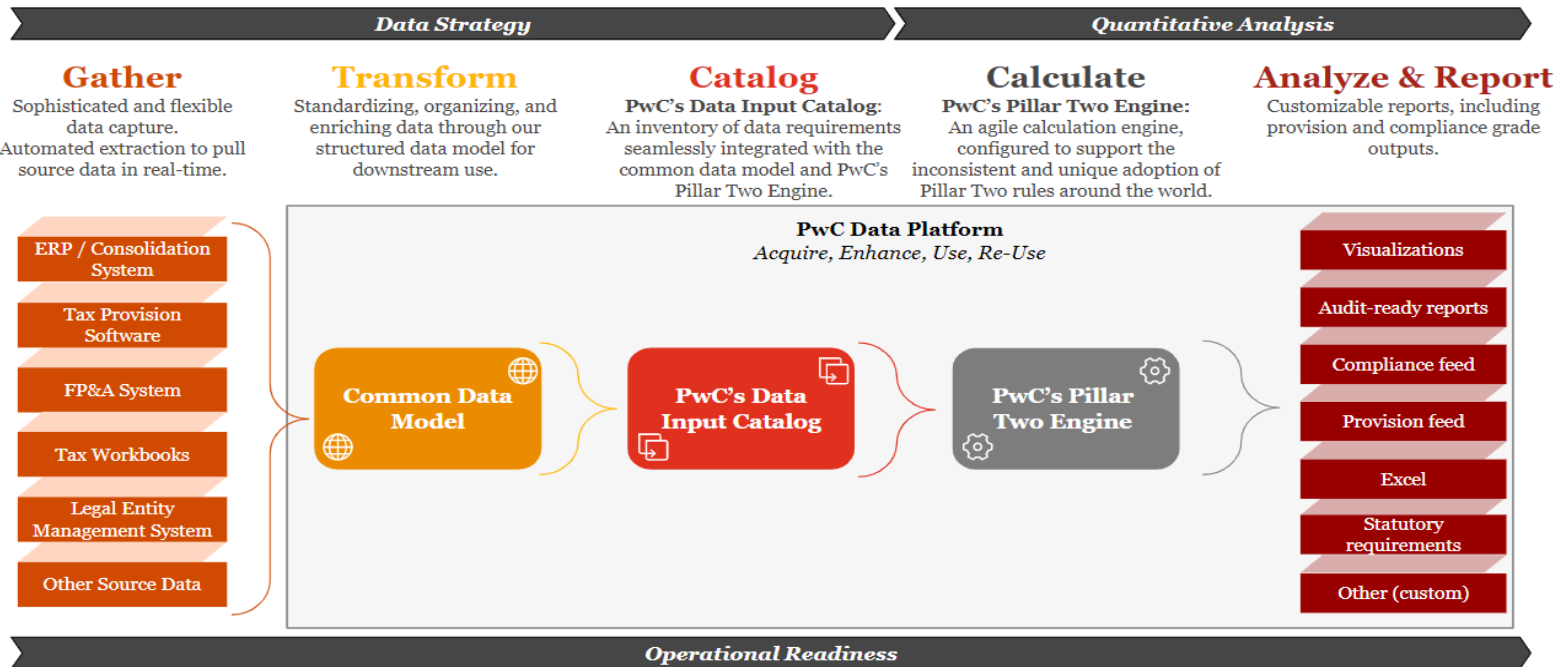 Data Strategy
Quantitative Analysis
Gather
Sophisticated and flexible
data capture.
Automated extraction to pull
source data in real-time.
Transform
Standardizing, organizing, and
enriching data through our
structured data model for
downstream use.
Catalog
PwC's Data Input Catalog:
An inventory of data requirements
seamlessly integrated with the
common data model and PwC's
Pillar Two Engine.
Calculate
PwC's Pillar Two Engine:
An agile calculation engine,
configured to support the
inconsistent and unique adoption of
Pillar Two rules around the world.
Analyze & Report
Customizable reports, including
provision and compliance grade
outputs.
ERP / Consolidation
System
Tax Provision
Software
FP&A System
Tax Workbooks
Legal Entity
Management System
Other Source Data
PwC Data Platform
Acquire, Enhance, Use, Re-Use
Common Data
Model
PwC's Data
Input Catalog
PwC's Pillar
Two Engine
Visualizations
Audit-ready reports
Compliance feed
Provision feed
Excel
Statutory
requirements
Other (custom)
Operational Readiness